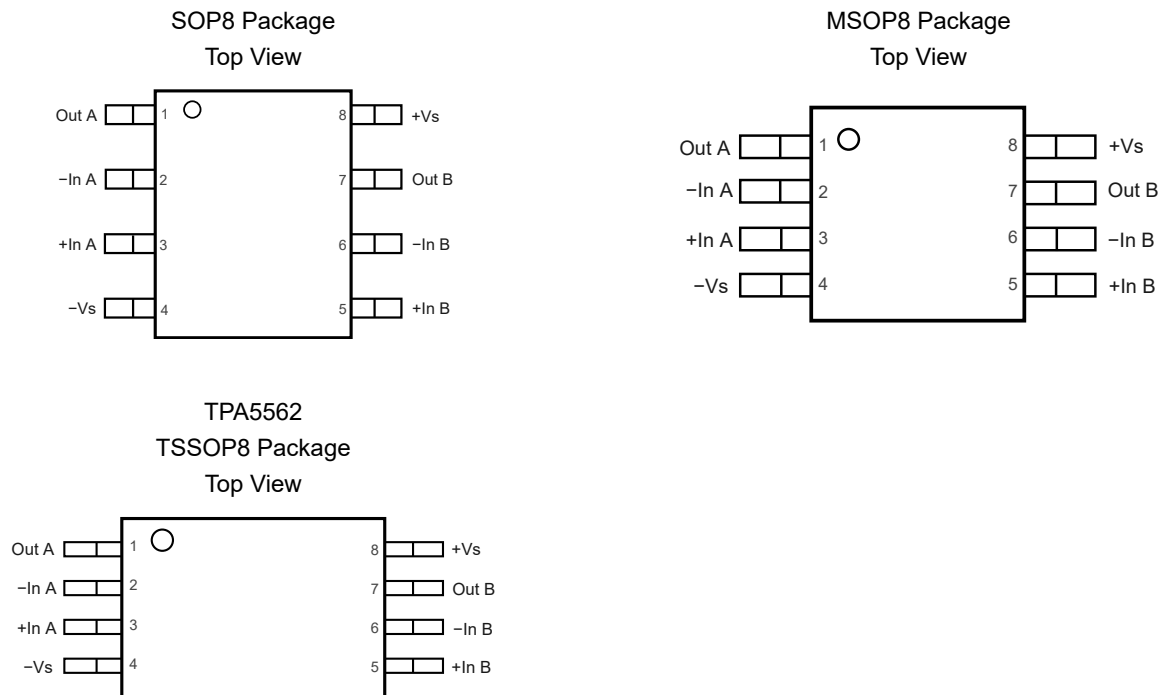 SOP8 Package
Top View
Out A 1 8 +Vs
−In A 2 7 Out B
+In A 3 6 −In B
−Vs 4 5 +In B
MSOP8 Package
Top View
Out A 1 8 +Vs
−In A 2 7 Out B
+In A 3 6 −In B
−Vs 4 5 +In B
TPA5562
TSSOP8 Package
Top View
Out A 1 8 +Vs
−In A 2 7 Out B
+In A 3 6 −In B
−Vs 4 5 +In B